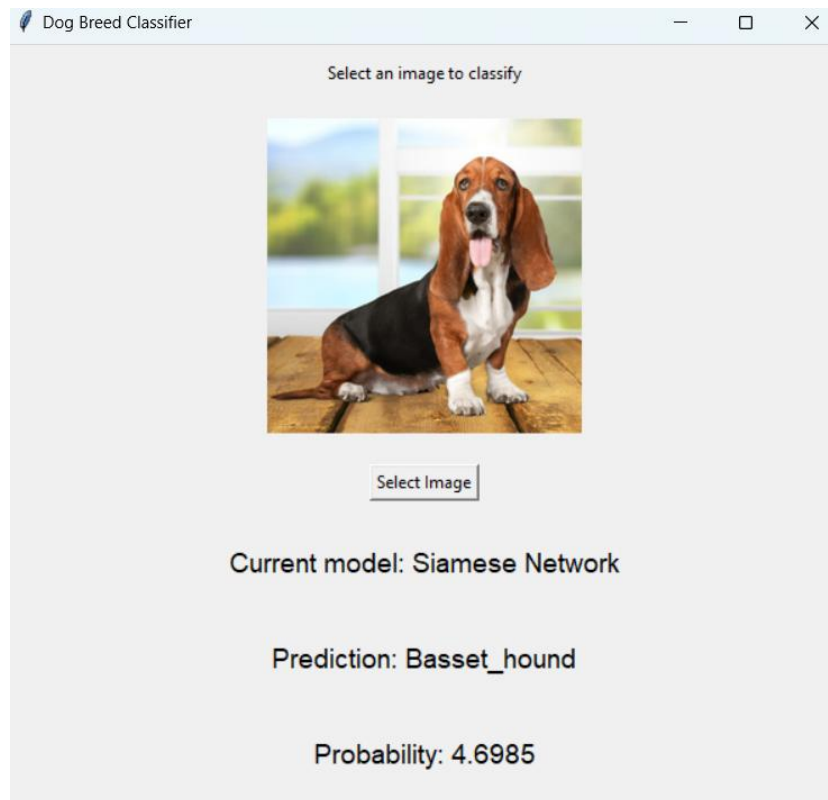 Dog Breed Classifier
Select an image to classify
Select Image
Current model: Siamese Network
Prediction: Basset_hound
Probability: 4.6985